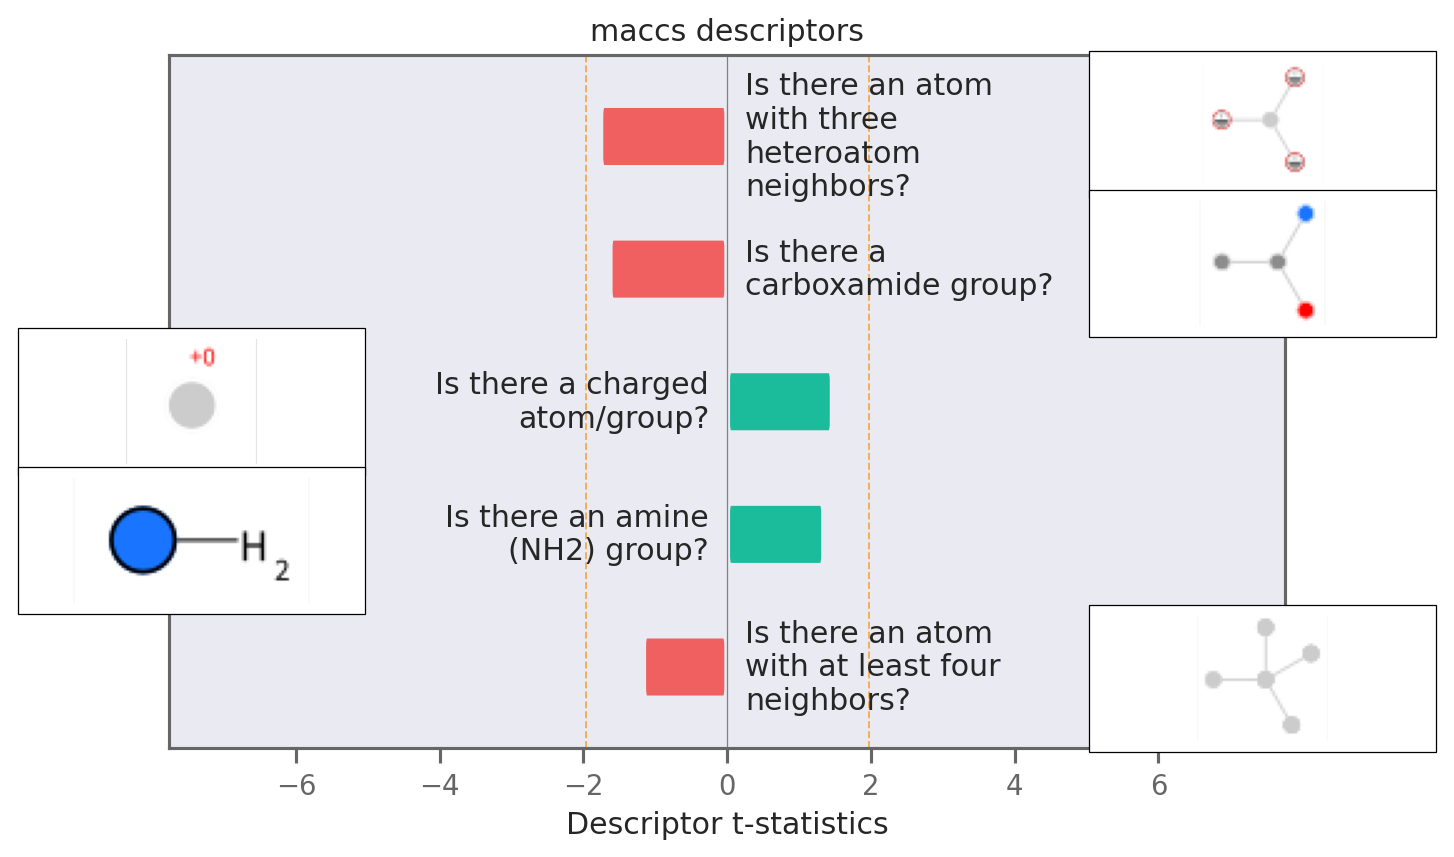 maccs descriptors
Is there an atom
with three
heteroatom
neighbors?
Is there a
carboxamide group?
+0
Is there a charged
atom/group?
Is there an amine
(NH2) group?
H2
Is there an atom
with at least four
neighbors?
−6 −4 −2 0 2 4 6
Descriptor t-statistics